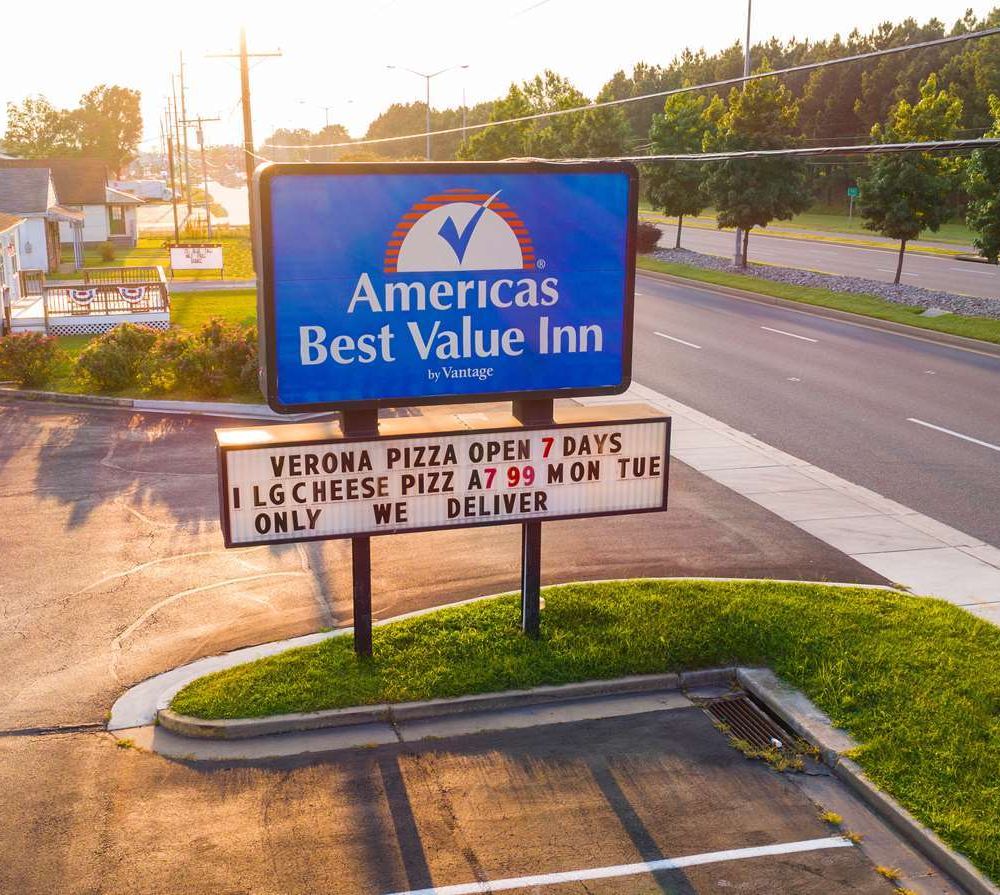 Americas
Best Value Inn
by Vantage
®
VERONA PIZZA OPEN 7 DAYS
I LG CHEESE PIZZ A7 99 MON TUE
ONLY WE DELIVER